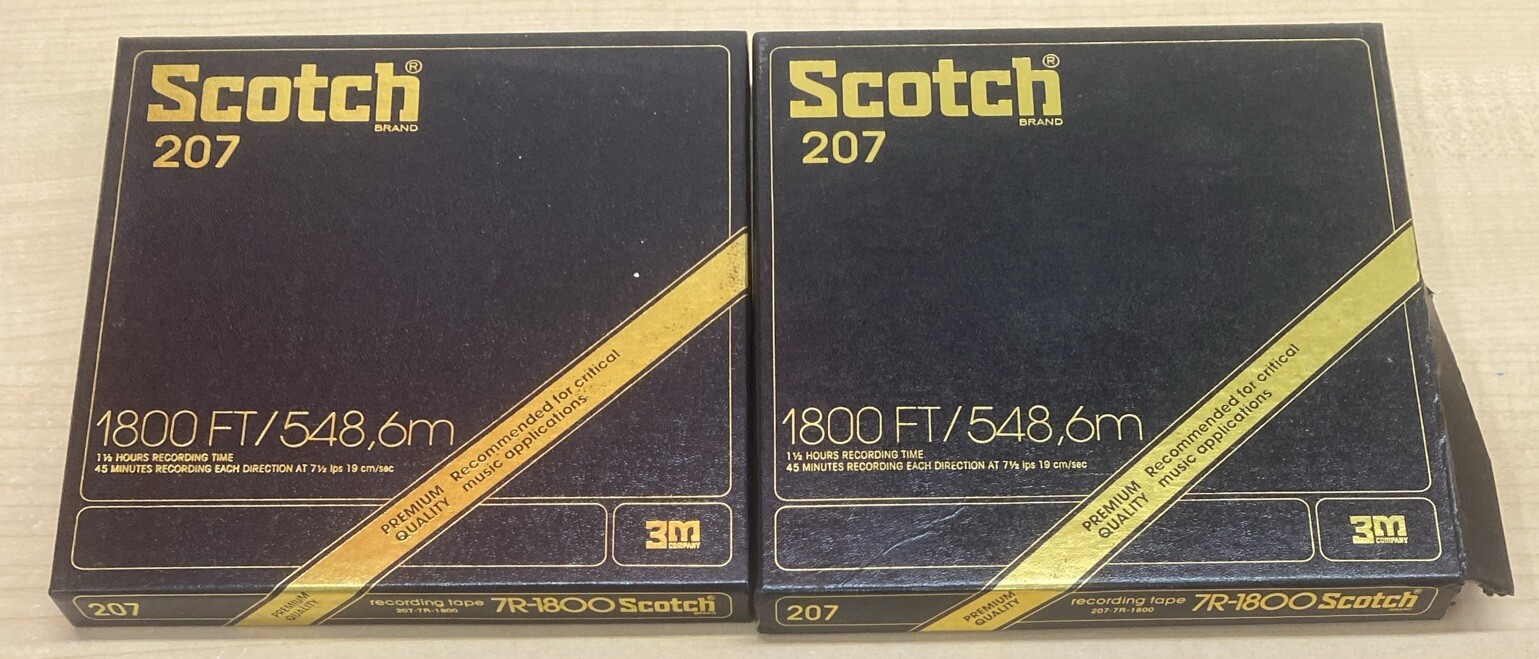 Scotch®
BRAND
207
1800 FT/548,6m
1½ HOURS RECORDING TIME
45 MINUTES RECORDING EACH DIRECTION AT 7½ ips 19 cm/sec
PREMIUM QUALITY
Recommended for critical
music applications
3M
COMPANY
207
PREMIUM
QUALITY
recording tape 7R-1800 Scotch®
207-7R-1800
Scotch®
BRAND
207
1800 FT/548,6m
1½ HOURS RECORDING TIME
45 MINUTES RECORDING EACH DIRECTION AT 7½ ips 19 cm/sec
PREMIUM QUALITY
Recommended for critical
music applications
3M
COMPANY
207
PREMIUM
QUALITY
recording tape 7R-1800 Scotch®
207-7R-1800